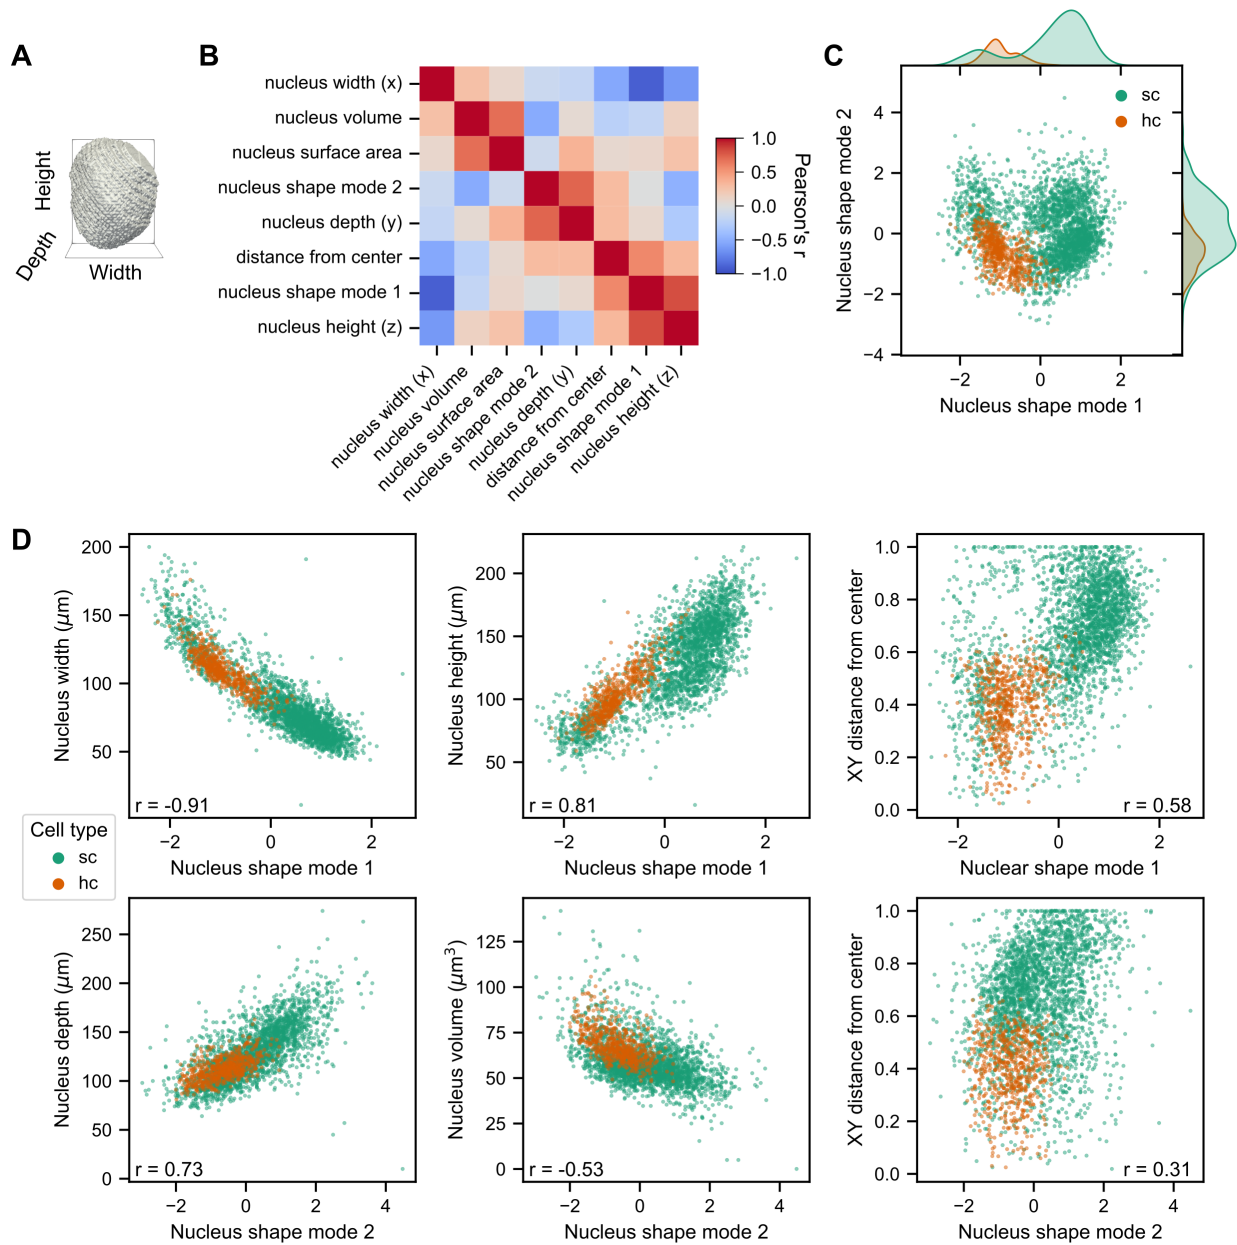 A
Height
Depth
Width
B
nucleus width (x)
nucleus volume
nucleus surface area
nucleus shape mode 2
nucleus depth (y)
distance from center
nucleus shape mode 1
nucleus height (z)
nucleus width (x)
nucleus volume
nucleus surface area
nucleus shape mode 2
nucleus depth (y)
distance from center
nucleus shape mode 1
nucleus height (z)
1.0
0.5
0.0
−0.5
−1.0
Pearson's r
C
sc
hc
4
2
0
−2
−4
Nucleus shape mode 2
−2 0 2
Nucleus shape mode 1
D
200
150
100
50
Nucleus width (μm)
r = -0.91
−2 0 2
Nucleus shape mode 1
200
150
100
50
Nucleus height (μm)
r = 0.81
−2 0 2
Nucleus shape mode 1
1.0
0.8
0.6
0.4
0.2
0.0
XY distance from center
r = 0.58
−2 0 2
Nuclear shape mode 1
Cell type
sc
hc
250
200
150
100
50
0
Nucleus depth (μm)
r = 0.73
−2 0 2 4
Nucleus shape mode 2
125
100
75
50
25
0
Nucleus volume (μm³)
r = -0.53
−2 0 2 4
Nucleus shape mode 2
1.0
0.8
0.6
0.4
0.2
0.0
XY distance from center
r = 0.31
−2 0 2 4
Nucleus shape mode 2